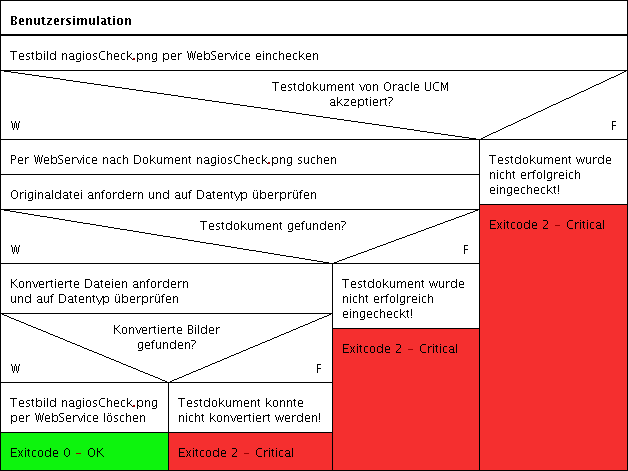 Benutzersimulation
Testbild nagiosCheck.png per WebService einchecken
Testdokument von Oracle UCM
akzeptiert?
W
F
Per WebService nach Dokument nagiosCheck.png suchen
Testdokument wurde
nicht erfolgreich
eingecheckt!
Originaldatei anfordern und auf Datentyp überprüfen
Exitcode 2 - Critical
Testdokument gefunden?
W
F
Konvertierte Dateien anfordern
und auf Datentyp überprüfen
Testdokument wurde
nicht erfolgreich
eingecheckt!
Konvertierte Bilder
gefunden?
Exitcode 2 - Critical
W
F
Testbild nagiosCheck.png
per WebService löschen
Testdokument konnte
nicht konvertiert werden!
Exitcode 0 - OK
Exitcode 2 - Critical